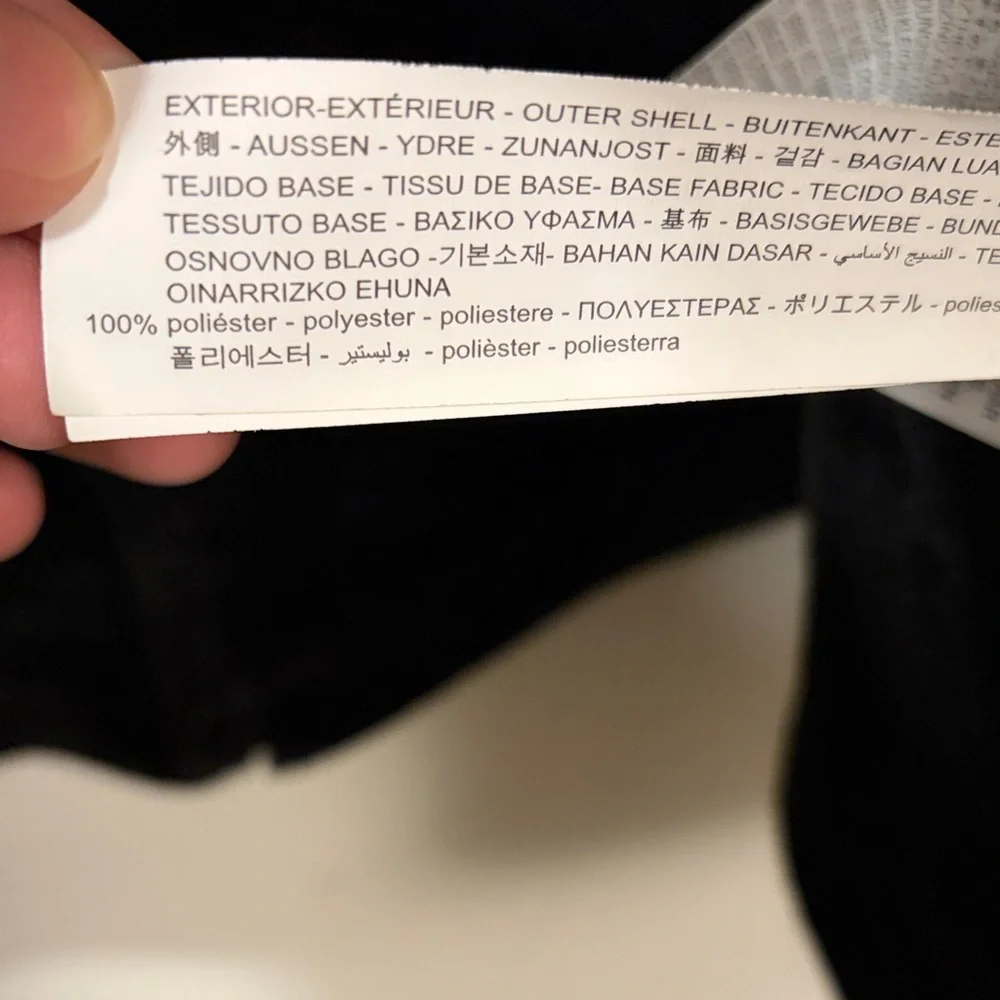 EXTERIOR-EXTÉRIEUR - OUTER SHELL - BUITENKANT - ESTE
外側 - AUSSEN - YDRE - ZUNANJOST - 面料 - 겉감 - BAGIAN LUA
TEJIDO BASE - TISSU DE BASE- BASE FABRIC - TECIDO BASE -
TESSUTO BASE - ΒΑΣΙΚΟ ΥΦΑΣΜΑ - 基布 - BASISGEWEBE - BUND
OSNOVNO BLAGO -기본소재- BAHAN KAIN DASAR - النسيج الأساسي - TE
OINARRIZKO EHUNA
100% poliéster - polyester - poliestere - ΠΟΛΥΕΣΤΕΡΑΣ - ポリエステル - polies
폴리에스터 - بوليستير - polièster - poliesterra